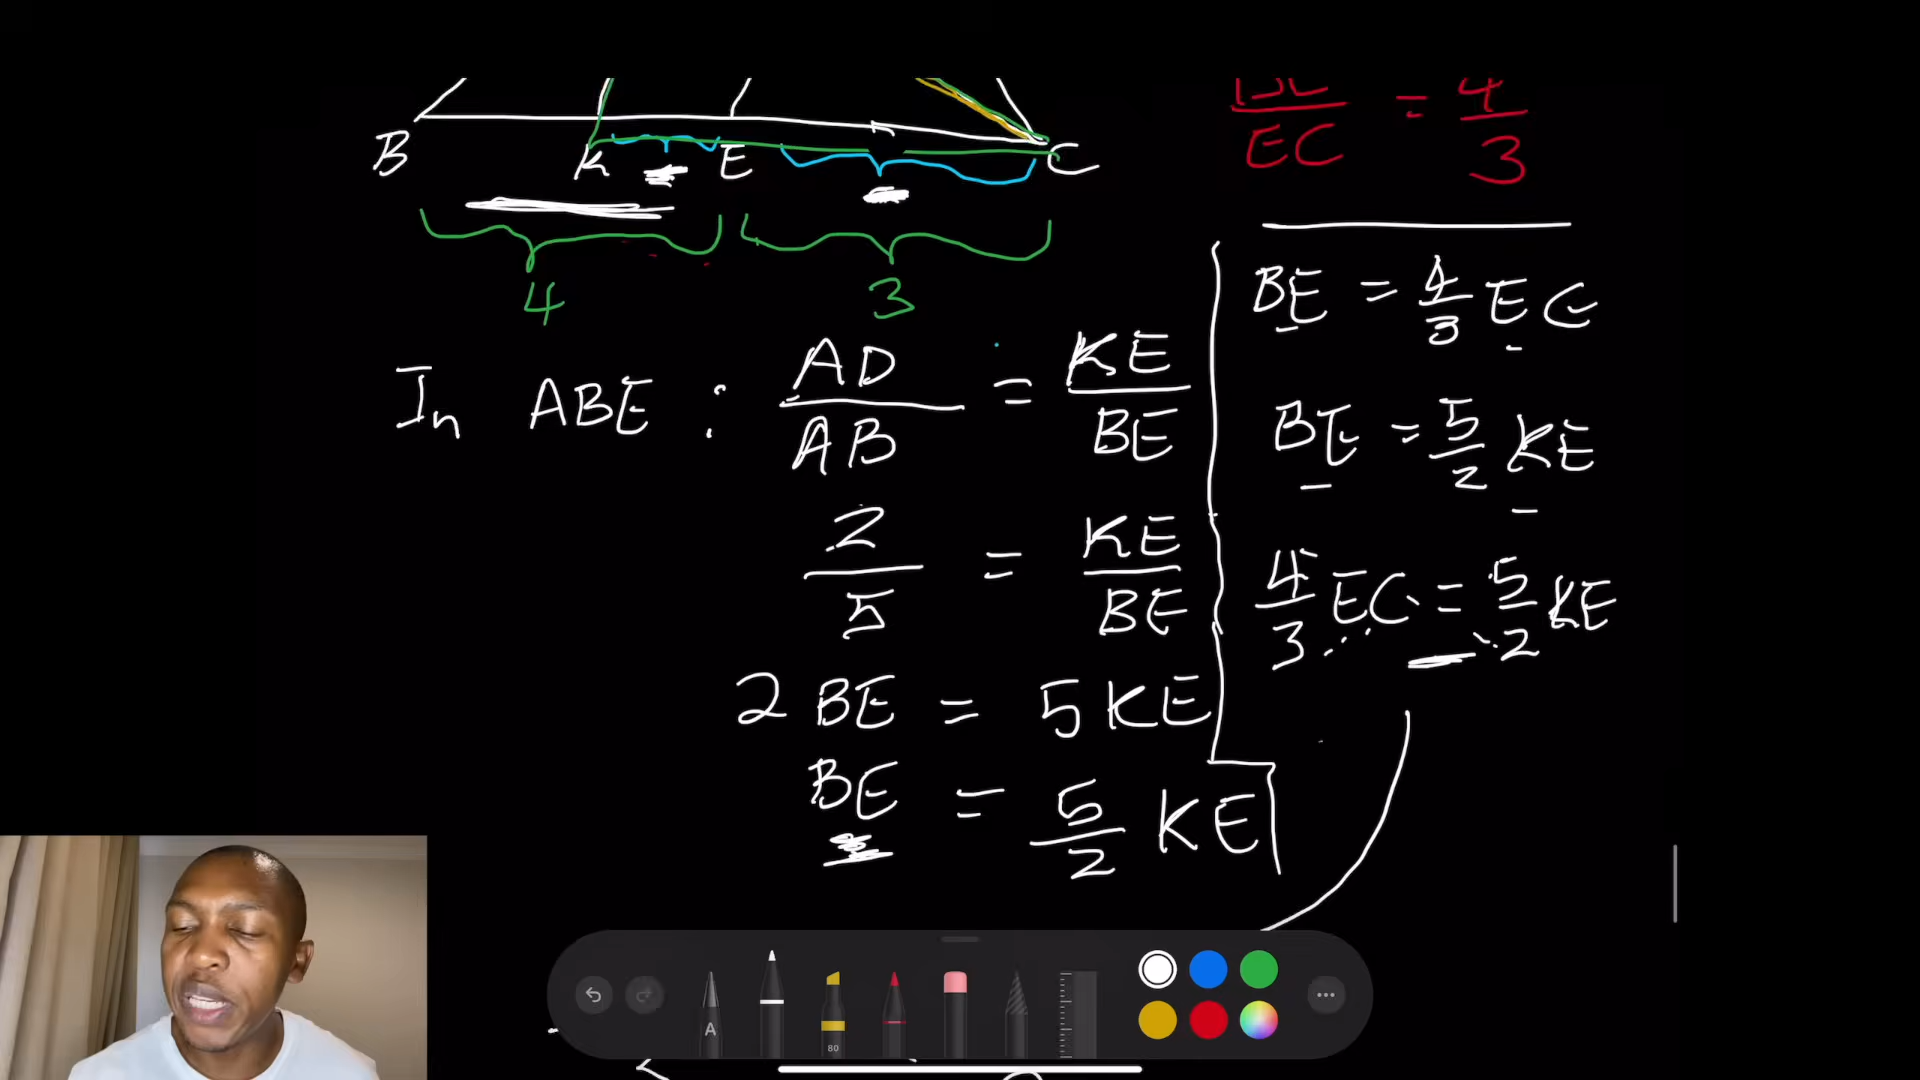 B K E C
4 3
EC = 4/3
BE = 4/3 EC
BE = 5/2 KE
4/3 EC = 5/2 KE
In ABE : AD/AB = KE/BE
2/5 = KE/BE
2 BE = 5 KE
BE = 5/2 KE
A
80